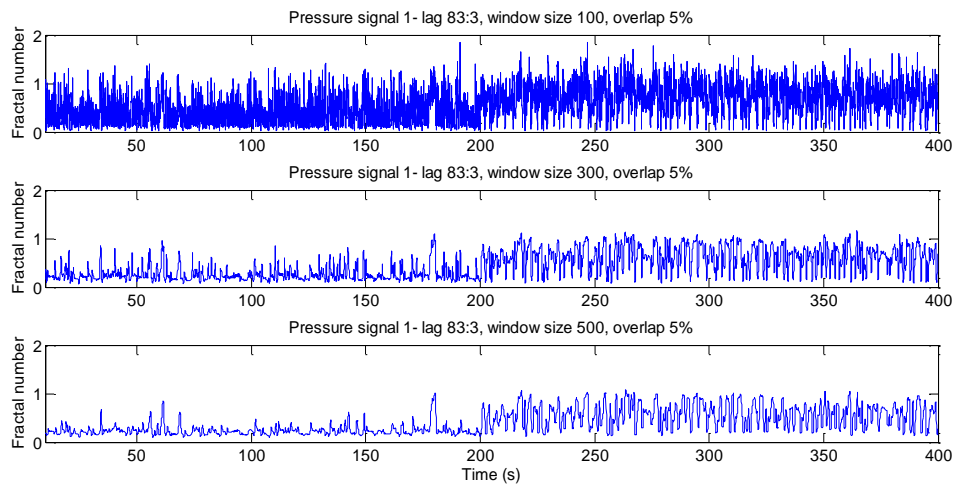 Pressure signal 1- lag 83:3, window size 100, overlap 5%
Fractal number
2
1
0
50 100 150 200 250 300 350 400
Pressure signal 1- lag 83:3, window size 300, overlap 5%
Fractal number
2
1
0
50 100 150 200 250 300 350 400
Pressure signal 1- lag 83:3, window size 500, overlap 5%
Fractal number
2
1
0
50 100 150 200 250 300 350 400
Time (s)